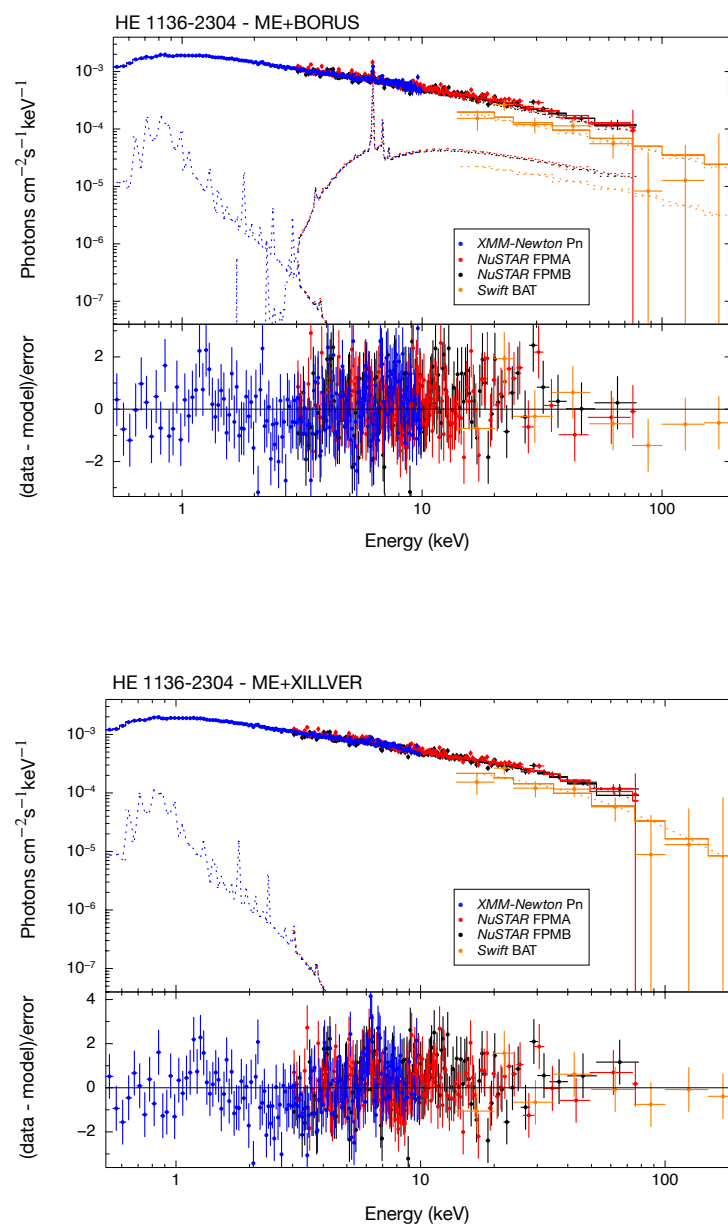 HE 1136-2304 - ME+BORUS
Photons cm⁻²s⁻¹keV⁻¹
10⁻³
10⁻⁴
10⁻⁵
10⁻⁶
10⁻⁷
XMM-Newton Pn
NuSTAR FPMA
NuSTAR FPMB
Swift BAT
(data - model)/error
2
0
−2
1
10
100
Energy (keV)
HE 1136-2304 - ME+XILLVER
Photons cm⁻²s⁻¹keV⁻¹
10⁻³
10⁻⁴
10⁻⁵
10⁻⁶
10⁻⁷
XMM-Newton Pn
NuSTAR FPMA
NuSTAR FPMB
Swift BAT
(data - model)/error
4
2
0
−2
1
10
100
Energy (keV)